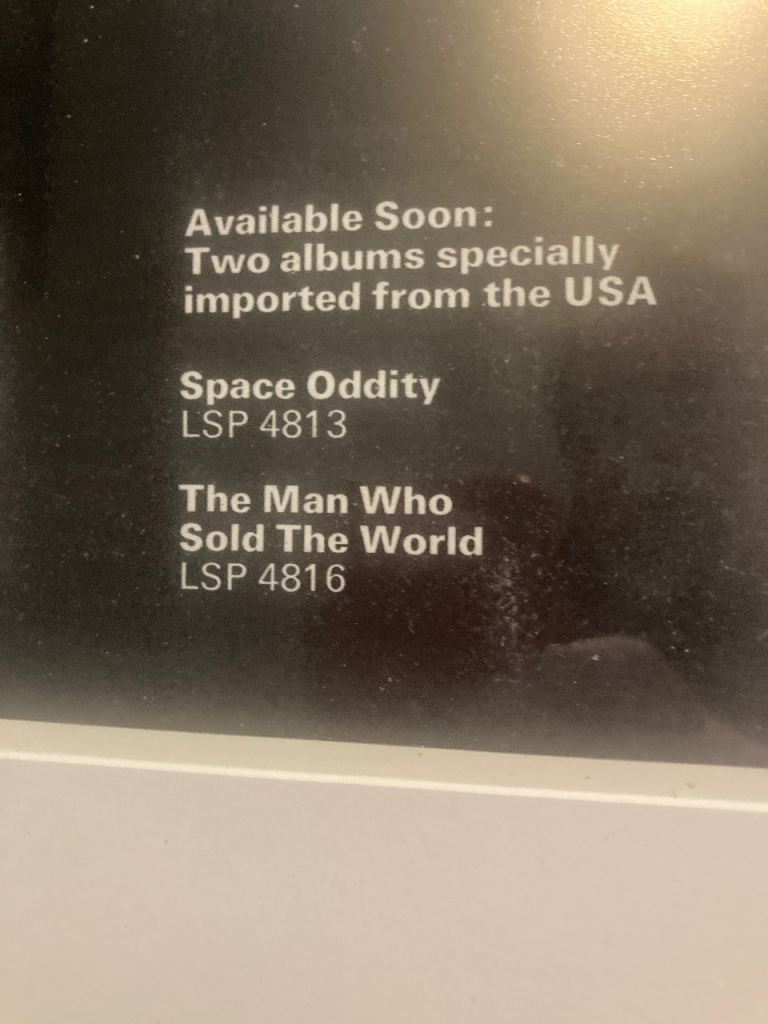 Available Soon:
Two albums specially
imported from the USA
Space Oddity
LSP 4813
The Man Who
Sold The World
LSP 4816